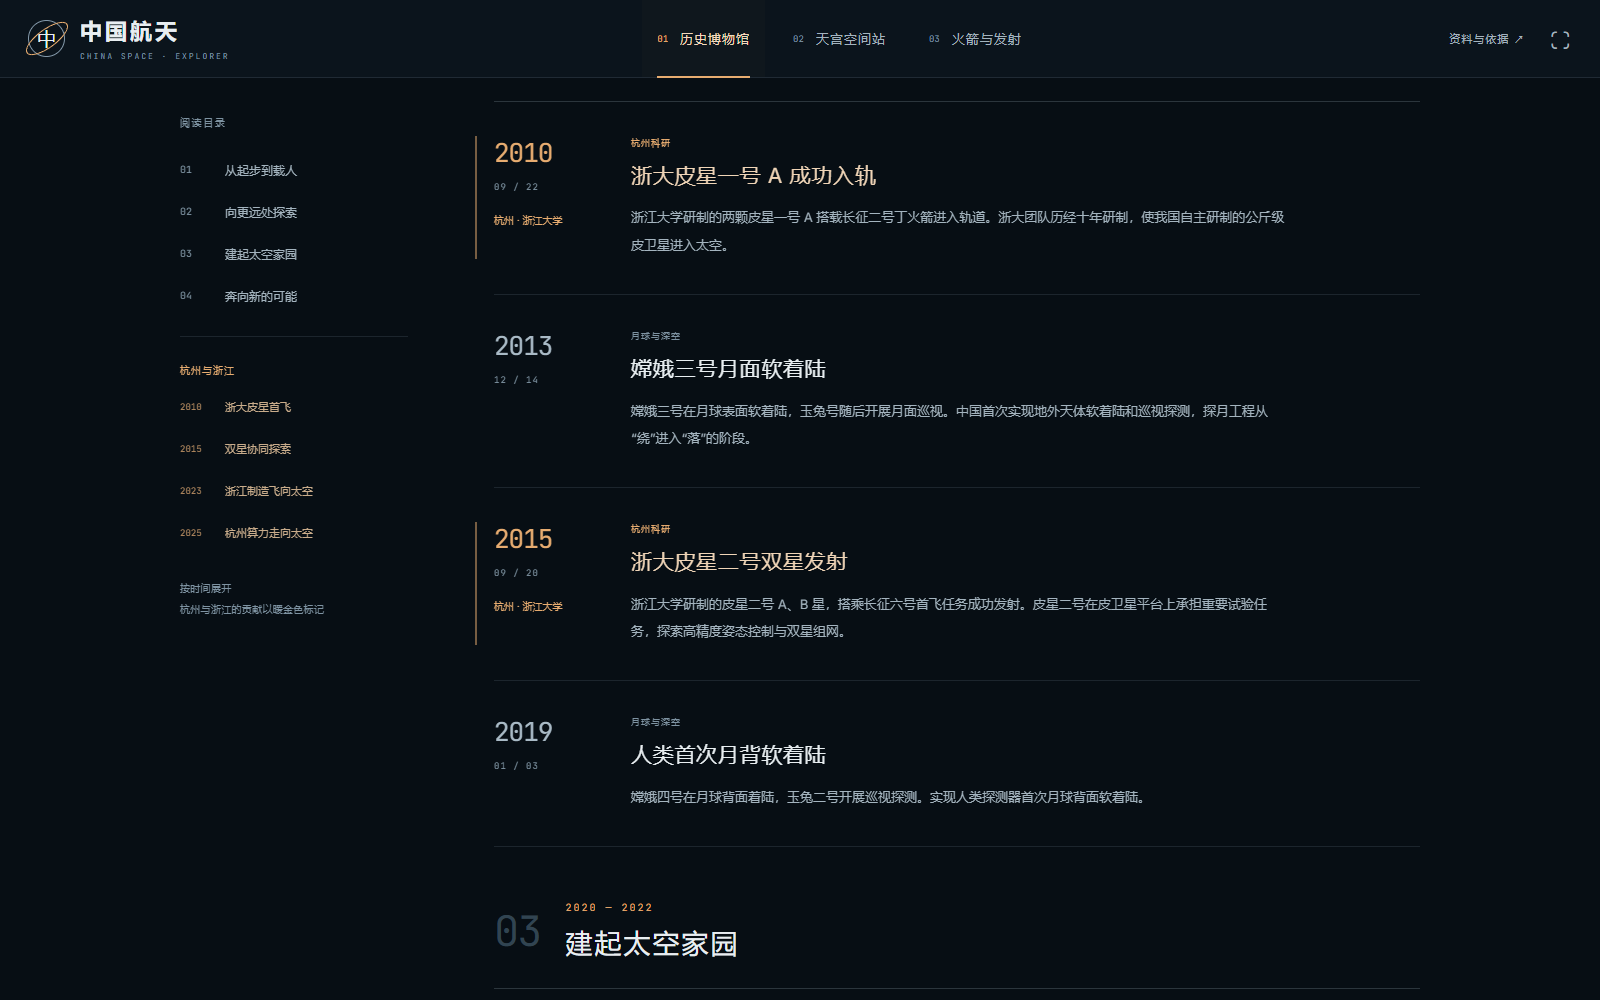 中 中国航天
CHINA SPACE · EXPLORER
01 历史博物馆
02 天宫空间站
03 火箭与发射
资料与依据 ↗
阅读目录
01 从起步到载人
02 向更远处探索
03 建起太空家园
04 奔向新的可能
杭州与浙江
2010 浙大皮星首飞
2015 双星协同探索
2023 浙江制造飞向太空
2025 杭州算力走向太空
按时间展开
杭州与浙江的贡献以暖金色标记
2010
09 / 22
杭州 · 浙江大学
杭州科研
浙大皮星一号 A 成功入轨
浙江大学研制的两颗皮星一号 A 搭载长征二号丁火箭进入轨道。浙大团队历经十年研制，使我国自主研制的公斤级
皮卫星进入太空。
2013
12 / 14
月球与深空
嫦娥三号月面软着陆
嫦娥三号在月球表面软着陆，玉兔号随后开展月面巡视。中国首次实现地外天体软着陆和巡视探测，探月工程从
“绕”进入“落”的阶段。
2015
09 / 20
杭州 · 浙江大学
杭州科研
浙大皮星二号双星发射
浙江大学研制的皮星二号 A、B 星，搭乘长征六号首飞任务成功发射。皮星二号在皮卫星平台上承担重要试验任
务，探索高精度姿态控制与双星组网。
2019
01 / 03
月球与深空
人类首次月背软着陆
嫦娥四号在月球背面着陆，玉兔二号开展巡视探测。实现人类探测器首次月球背面软着陆。
03
2020 — 2022
建起太空家园